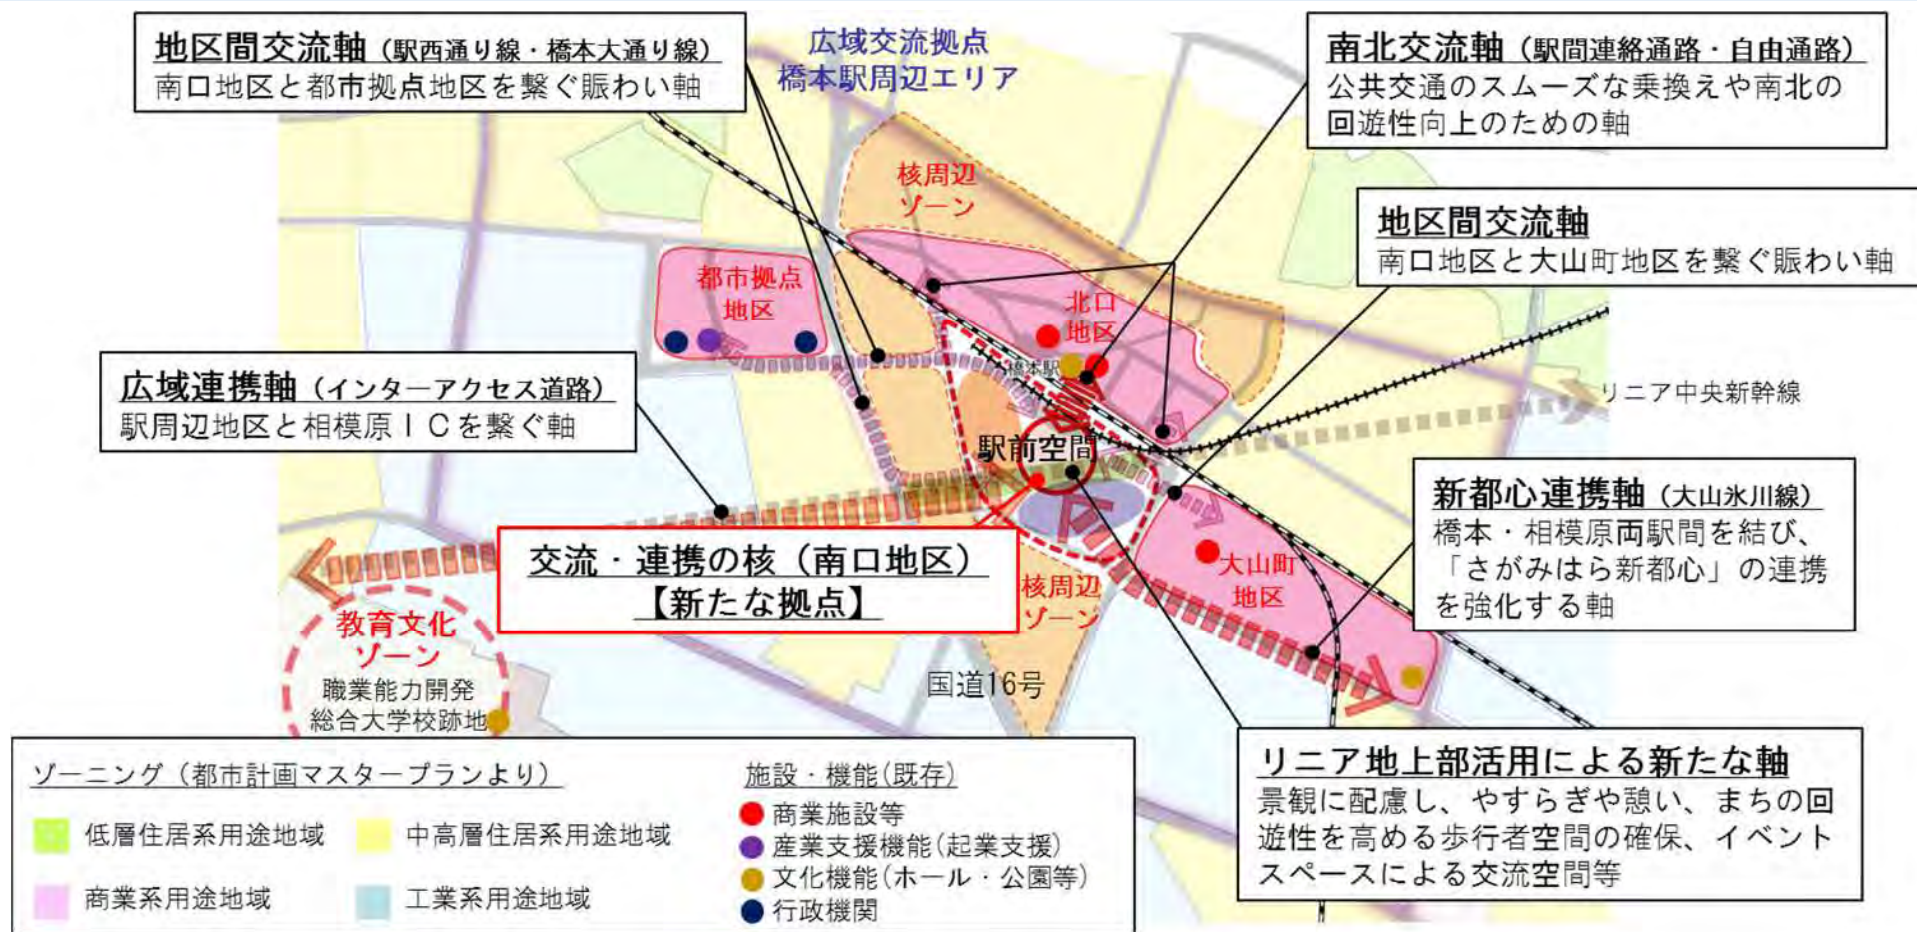 地区間交流軸（駅西通り線・橋本大通り線）
南口地区と都市拠点地区を繋ぐ賑わい軸
広域交流拠点
橋本駅周辺エリア
南北交流軸（駅間連絡通路・自由通路）
公共交通のスムーズな乗換えや南北の
回遊性向上のための軸
地区間交流軸
南口地区と大山町地区を繋ぐ賑わい軸
核周辺
ゾーン
都市拠点
地区
北口
地区
橋本駅
広域連携軸（インターアクセス道路）
駅周辺地区と相模原ＩＣを繋ぐ軸
リニア中央新幹線
駅前空間
新都心連携軸（大山氷川線）
橋本・相模原両駅間を結び、
「さがみはら新都心」の連携
を強化する軸
交流・連携の核（南口地区）
【新たな拠点】
大山町
地区
核周辺
ゾーン
教育文化
ゾーン
職業能力開発
総合大学校跡地
国道16号
リニア地上部活用による新たな軸
景観に配慮し、やすらぎや憩い、まちの回
遊性を高める歩行者空間の確保、イベント
スペースによる交流空間等
ゾーニング（都市計画マスタープランより）
低層住居系用途地域
中高層住居系用途地域
商業系用途地域
工業系用途地域
施設・機能(既存)
商業施設等
産業支援機能(起業支援)
文化機能(ホール・公園等)
行政機関